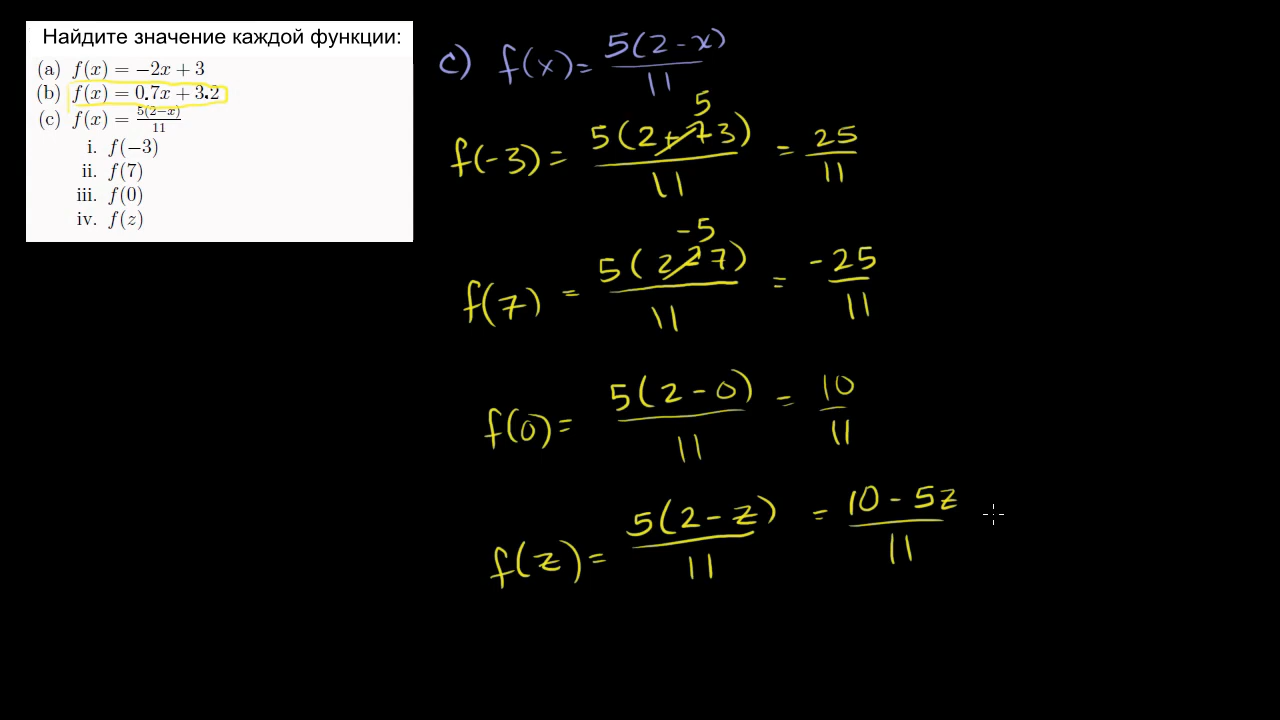 Найдите значение каждой функции:
(a) f(x) = −2x + 3
(b) f(x) = 0.7x + 3.2
(c) f(x) = 5(2−x)/11
i. f(−3)
ii. f(7)
iii. f(0)
iv. f(z)
c) f(x) = 5(2-x)/11
5
f(-3) = 5(2+3)/11 = 25/11
-5
f(7) = 5(2-7)/11 = -25/11
f(0) = 5(2-0)/11 = 10/11
f(z) = 5(2-z)/11 = 10-5z/11